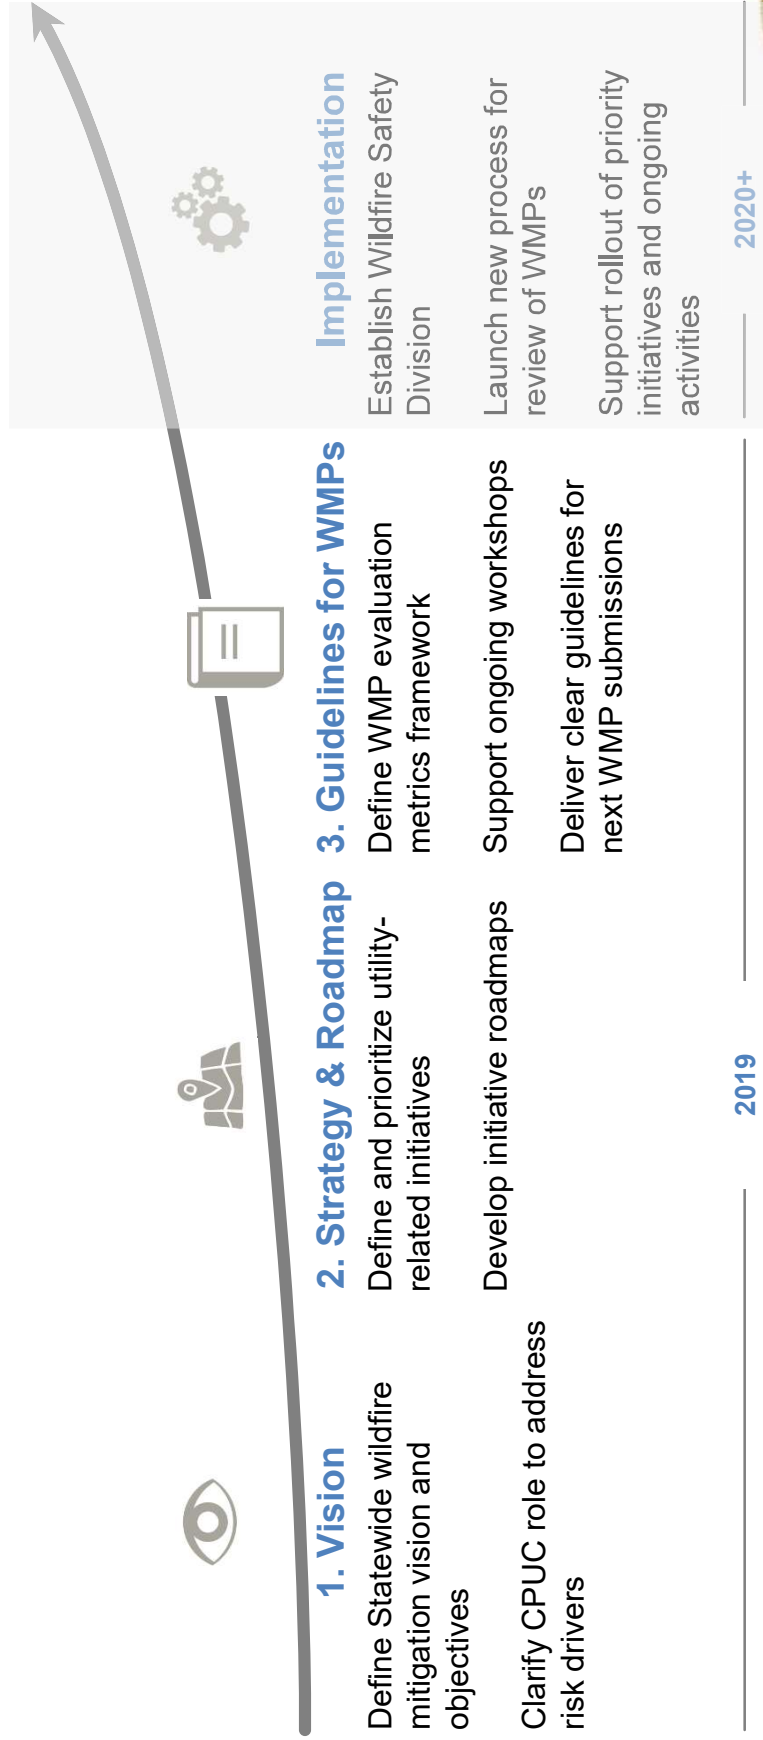 1. Vision
Define Statewide wildfire
mitigation vision and
objectives
Clarify CPUC role to address
risk drivers
2. Strategy & Roadmap
Define and prioritize utility-
related initiatives
Develop initiative roadmaps
3. Guidelines for WMPs
Define WMP evaluation
metrics framework
Support ongoing workshops
Deliver clear guidelines for
next WMP submissions
Implementation
Establish Wildfire Safety
Division
Launch new process for
review of WMPs
Support rollout of priority
initiatives and ongoing
activities
2019
2020+